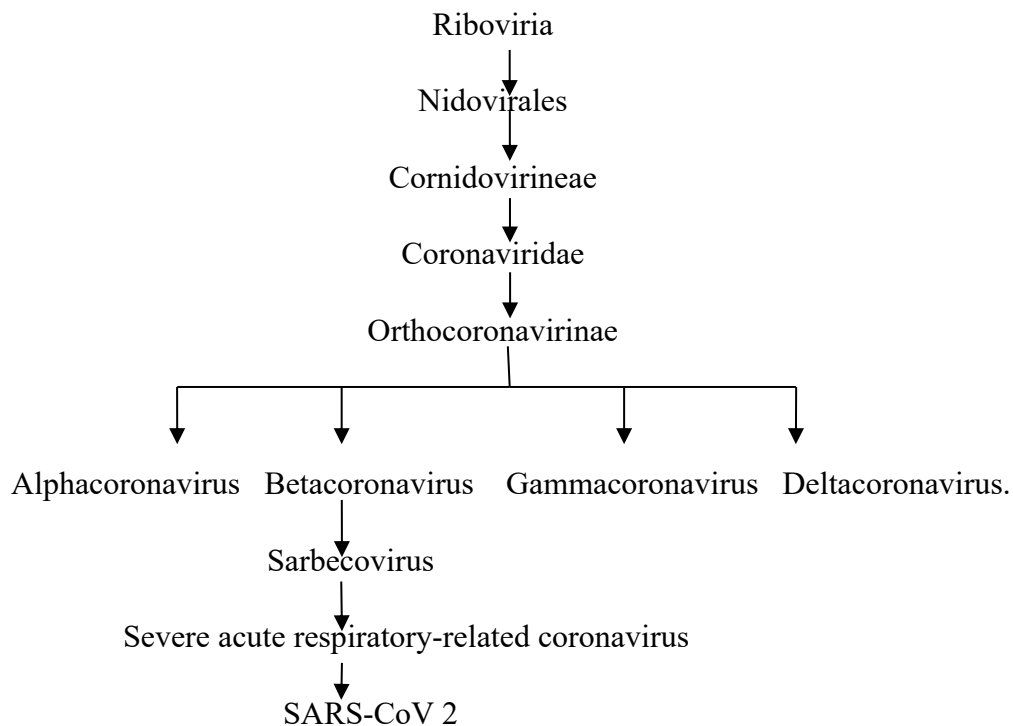 Riboviria
Nidovirales
Cornidovirineae
Coronaviridae
Orthocoronavirinae
Alphacoronavirus Betacoronavirus Gammacoronavirus Deltacoronavirus.
Sarbecovirus
Severe acute respiratory-related coronavirus
SARS-CoV 2